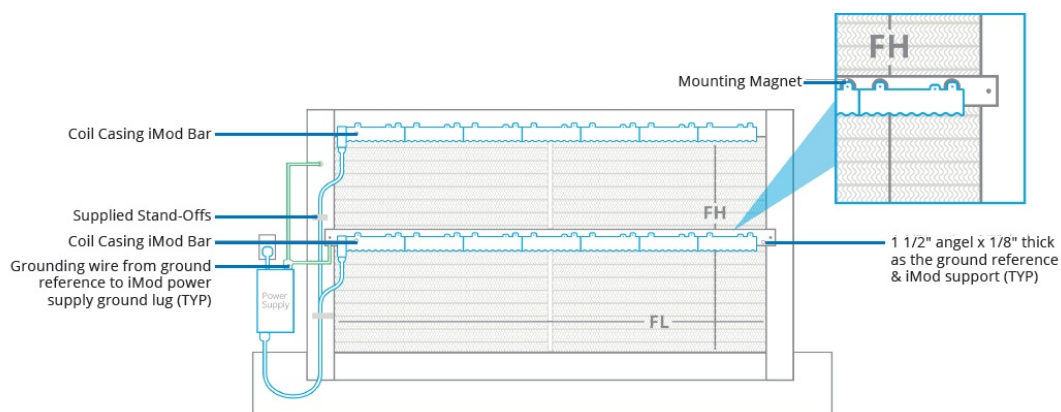 FH
Mounting Magnet
Coil Casing iMod Bar
Supplied Stand-Offs
FH
Coil Casing iMod Bar
1 1/2" angel x 1/8" thick
as the ground reference
& iMod support (TYP)
Grounding wire from ground
reference to iMod power
supply ground lug (TYP)
Power
Supply
FL